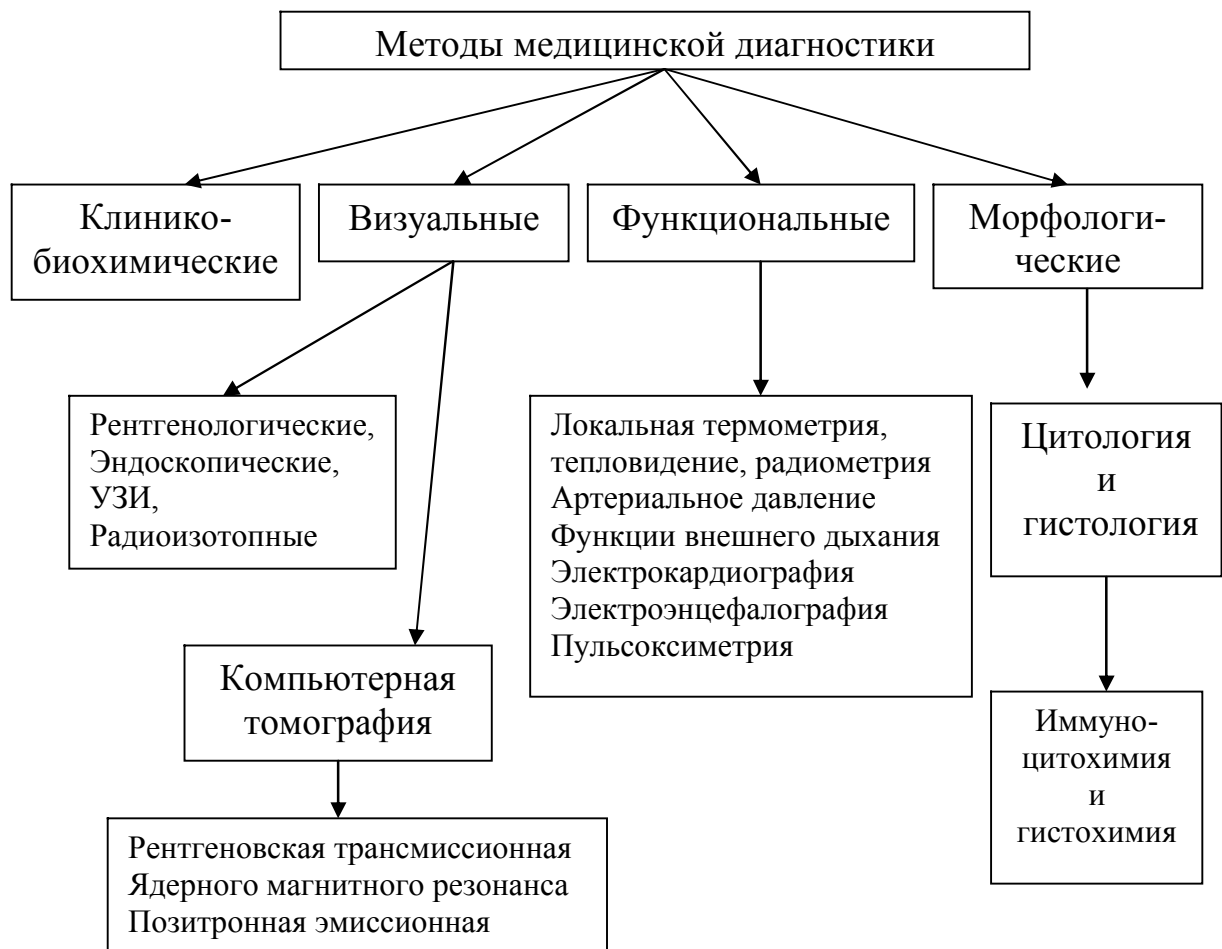 Методы медицинской диагностики
Клинико-
биохимические
Визуальные
Функциональные
Морфологи-
ческие
Рентгенологические,
Эндоскопические,
УЗИ,
Радиоизотопные
Локальная термометрия,
тепловидение, радиометрия
Артериальное давление
Функции внешнего дыхания
Электрокардиография
Электроэнцефалография
Пульсоксиметрия
Цитология
и
гистология
Компьютерная
томография
Иммуно-
цитохимия
и
гистохимия
Рентгеновская трансмиссионная
Ядерного магнитного резонанса
Позитронная эмиссионная